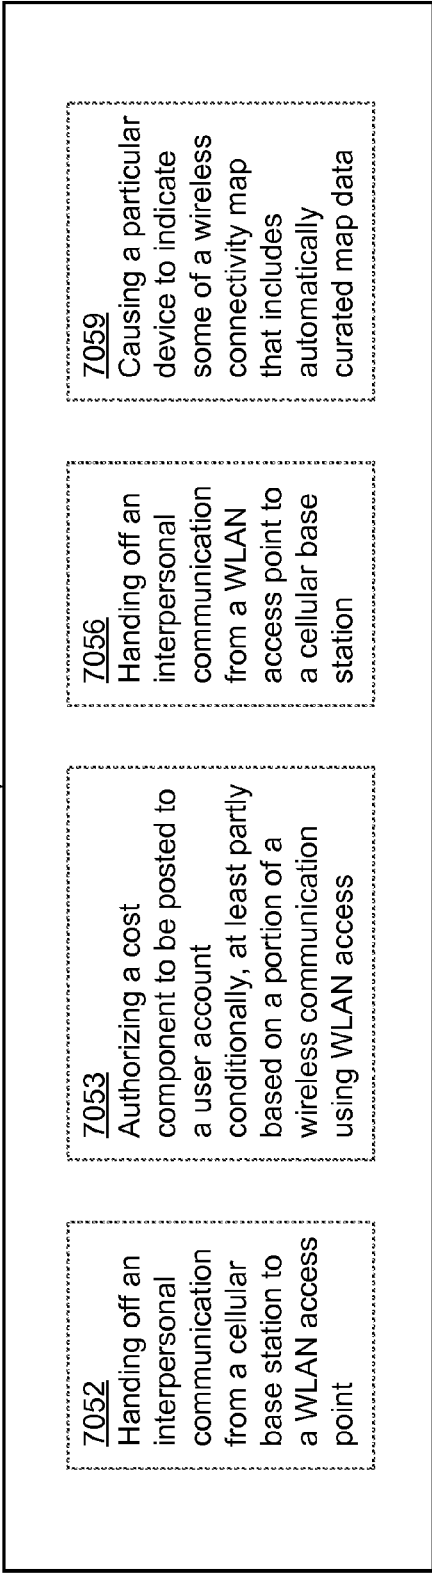 7052
Handing off an
interpersonal
communication
from a cellular
base station to
a WLAN access
point
7053
Authorizing a cost
component to be posted to
a user account
conditionally, at least partly
based on a portion of a
wireless communication
using WLAN access
7056
Handing off an
interpersonal
communication
from a WLAN
access point to
a cellular base
station
7059
Causing a particular
device to indicate
some of a wireless
connectivity map
that includes
automatically
curated map data